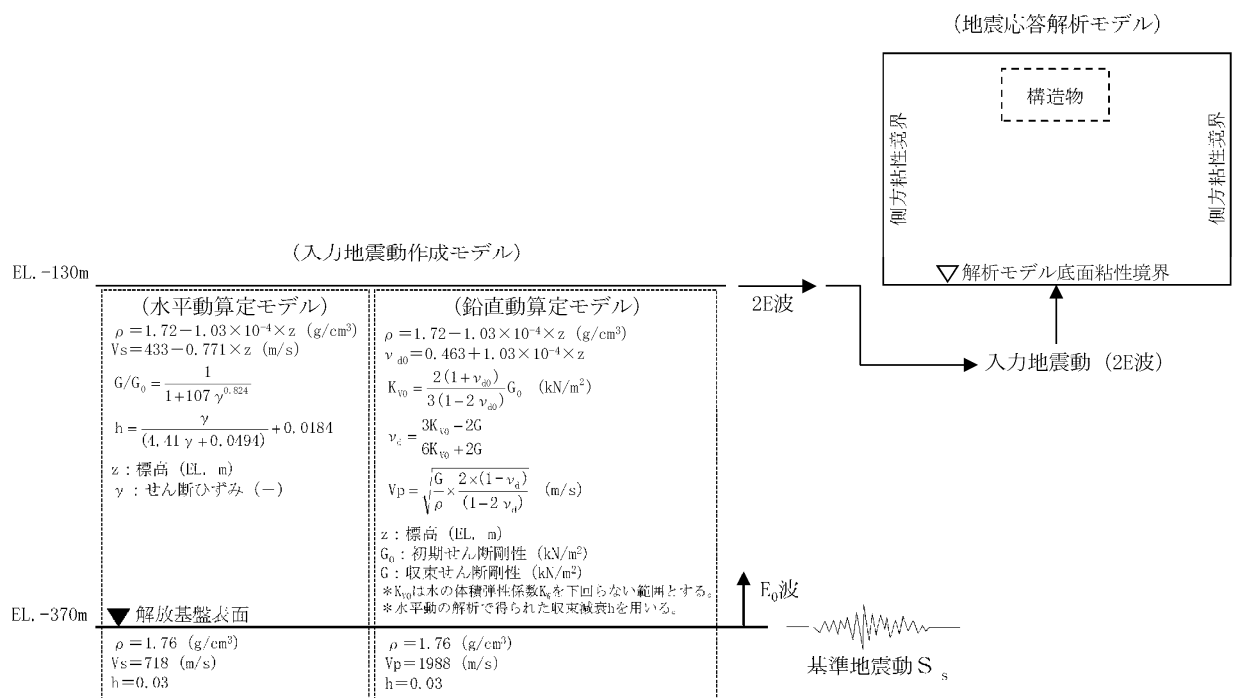 (地震応答解析モデル)
構造物
側方粘性境界
側方粘性境界
▽解析モデル底面粘性境界
(入力地震動作成モデル)
EL.-130m
2E波
入力地震動 (2E波)
(水平動算定モデル)
ρ=1.72-1.03×10⁻⁴×z (g/cm³)
Vs=433-0.771×z (m/s)
G/G₀=1/(1+107γ^0.824)
h=γ/(4.41γ+0.0494)+0.0184
z:標高 (EL. m)
γ:せん断ひずみ (-)
(鉛直動算定モデル)
ρ=1.72-1.03×10⁻⁴×z (g/cm³)
ν_d0=0.463+1.03×10⁻⁴×z
K_V0=2(1+ν_d0)/3(1-2ν_d0) G₀ (kN/m²)
ν_d=(3K_V0-2G)/(6K_V0+2G)
Vp=√(G/ρ×2×(1-ν_d)/(1-2ν_d)) (m/s)
z:標高 (EL. m)
G₀:初期せん断剛性 (kN/m²)
G:収束せん断剛性 (kN/m²)
*K_V0は水の体積弾性係数を下回らない範囲とする。
*水平動の解析で得られた収束減衰hを用いる。
E₀波
EL.-370m
▼解放基盤表面
ρ=1.76 (g/cm³)
Vs=718 (m/s)
h=0.03
ρ=1.76 (g/cm³)
Vp=1988 (m/s)
h=0.03
基準地震動Sₛ